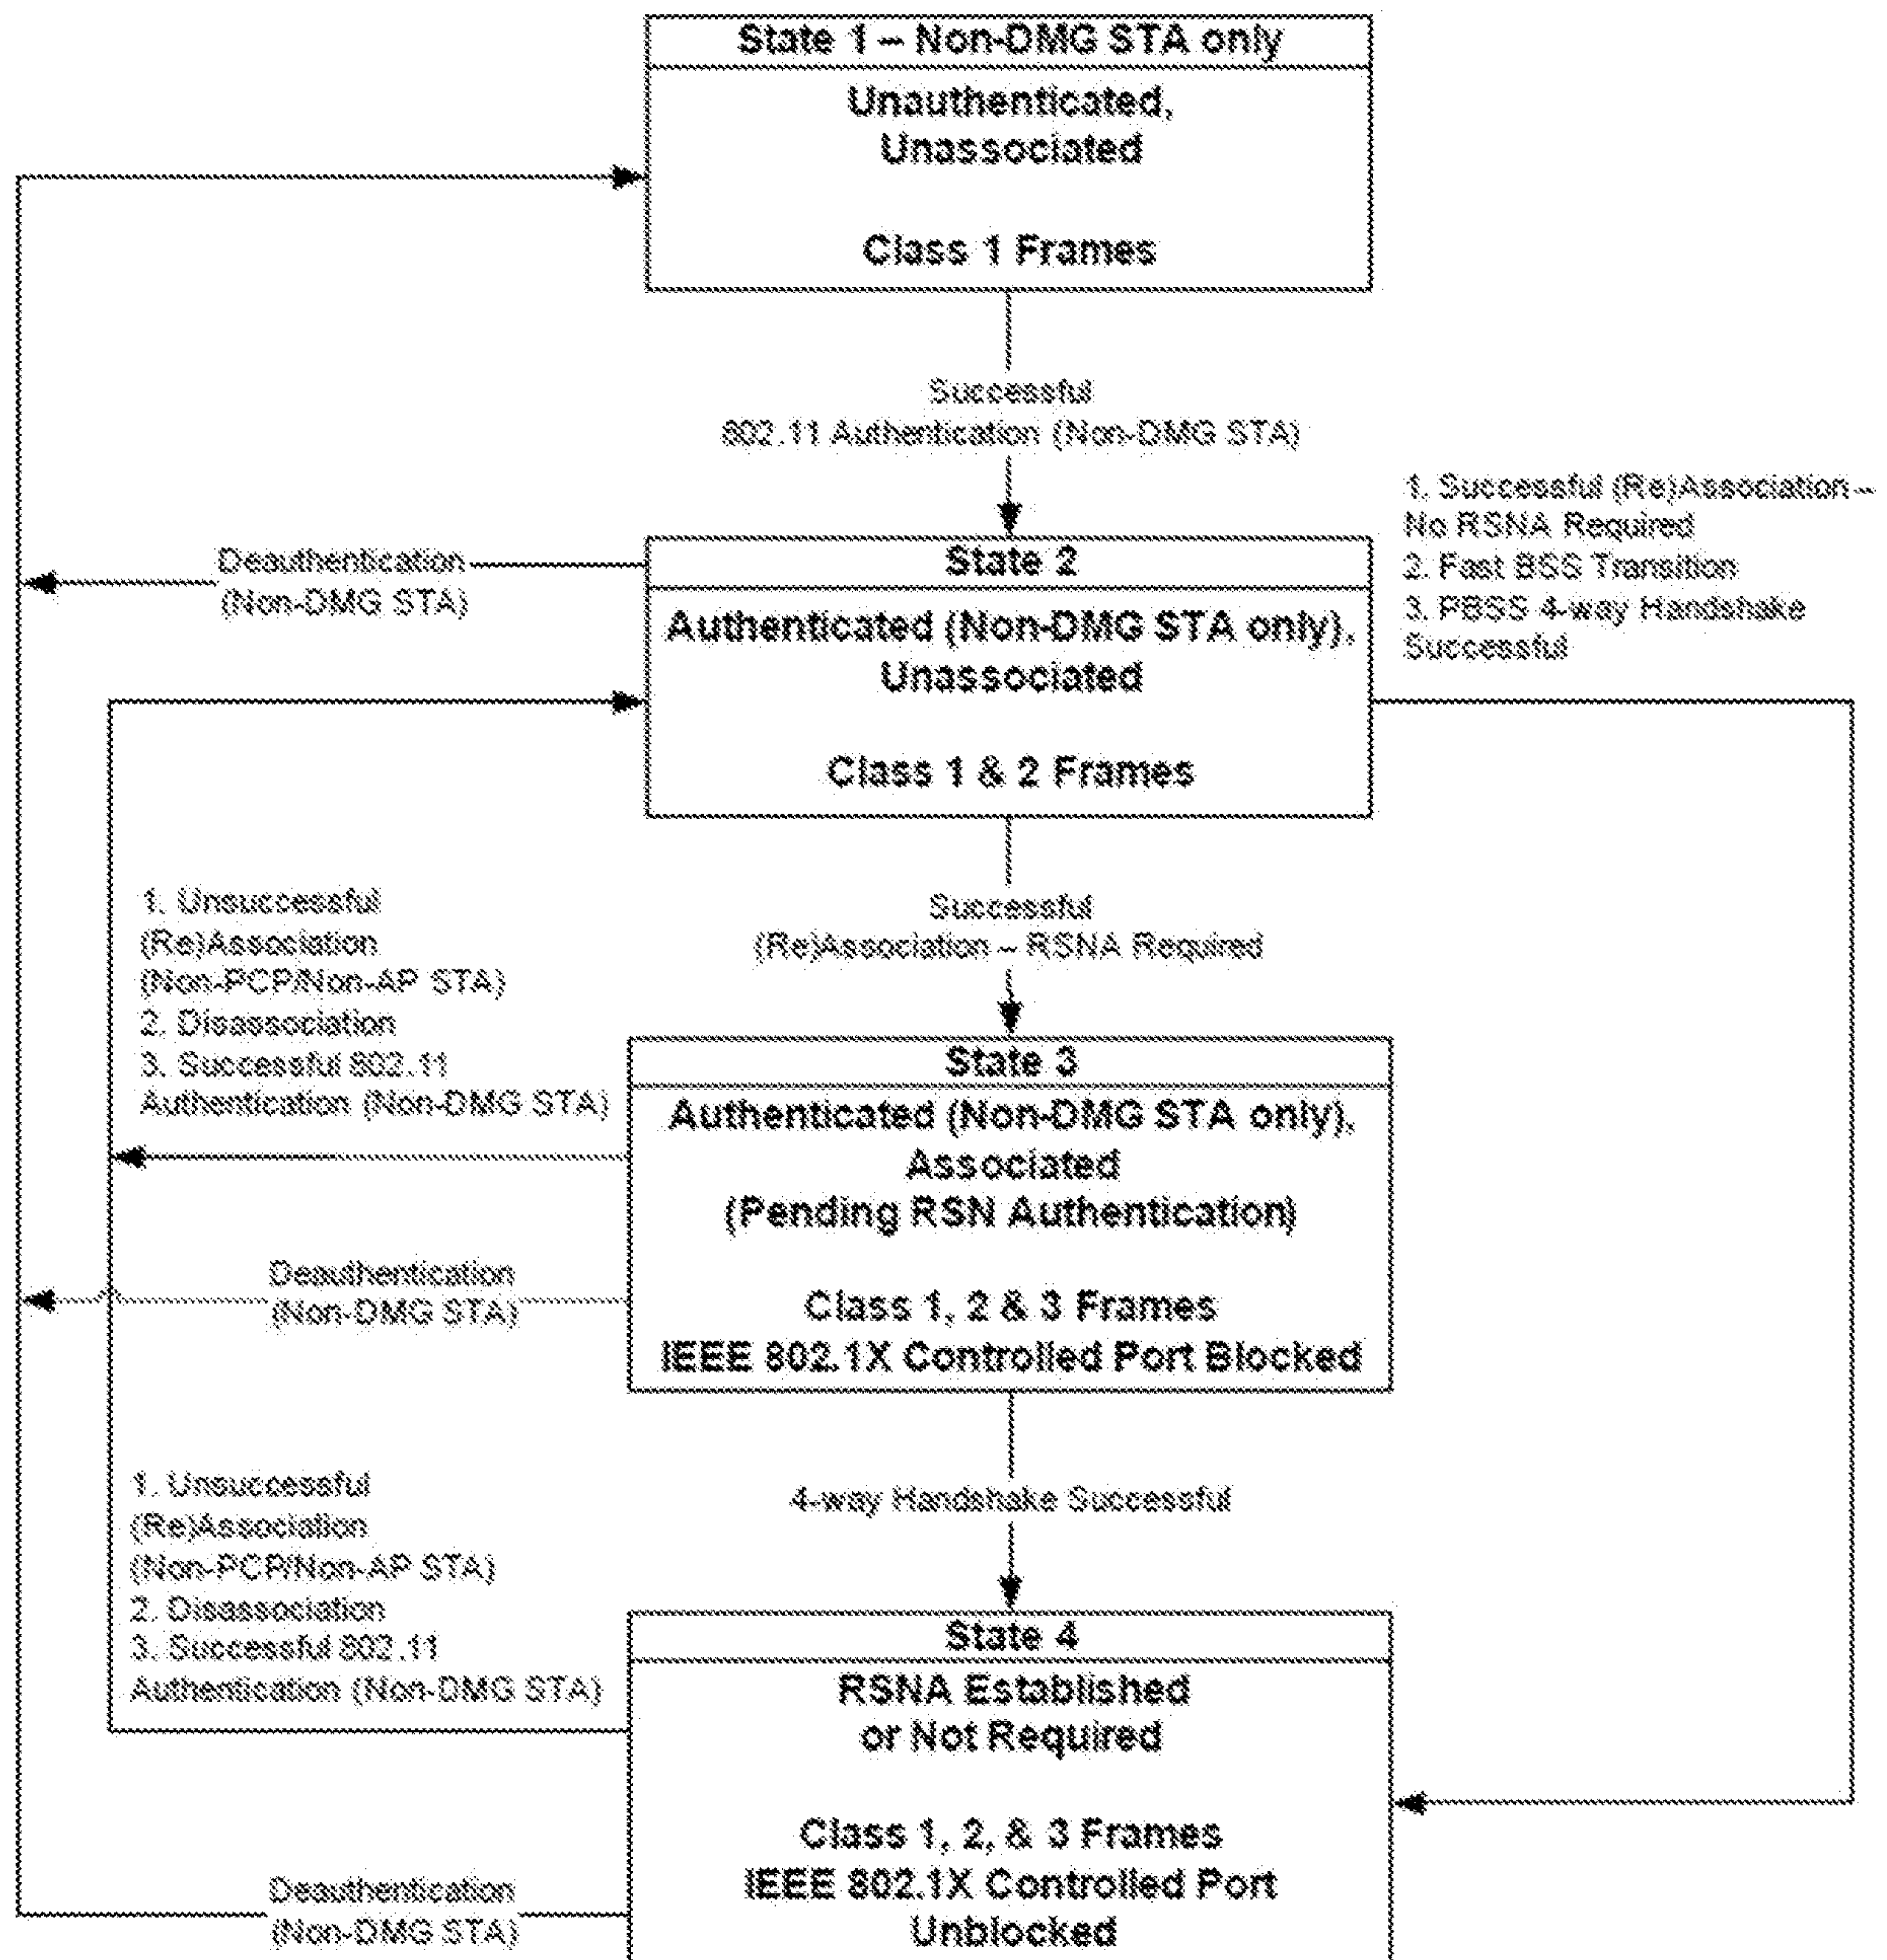 State 1 – Non-DMG STA only
Unauthenticated,
Unassociated
Class 1 Frames
Successful
802.11 Authentication (Non-DMG STA)
1. Successful (Re)Association –
No RSNA Required
2. Fast BSS Transition
3. PBSS 4-way Handshake
Successful
Deauthentication
(Non-DMG STA)
State 2
Authenticated (Non-DMG STA only),
Unassociated
Class 1 & 2 Frames
1. Unsuccessful
(Re)Association
(Non-PCP/Non-AP STA)
2. Disassociation
3. Successful 802.11
Authentication (Non-DMG STA)
Successful
(Re)Association – RSNA Required
State 3
Authenticated (Non-DMG STA only),
Associated
(Pending RSN Authentication)
Class 1, 2 & 3 Frames
IEEE 802.1X Controlled Port Blocked
Deauthentication
(Non-DMG STA)
4-way Handshake Successful
1. Unsuccessful
(Re)Association
(Non-PCP/Non-AP STA)
2. Disassociation
3. Successful 802.11
Authentication (Non-DMG STA)
State 4
RSNA Established
or Not Required
Class 1, 2, & 3 Frames
IEEE 802.1X Controlled Port
Unblocked
Deauthentication
(Non-DMG STA)